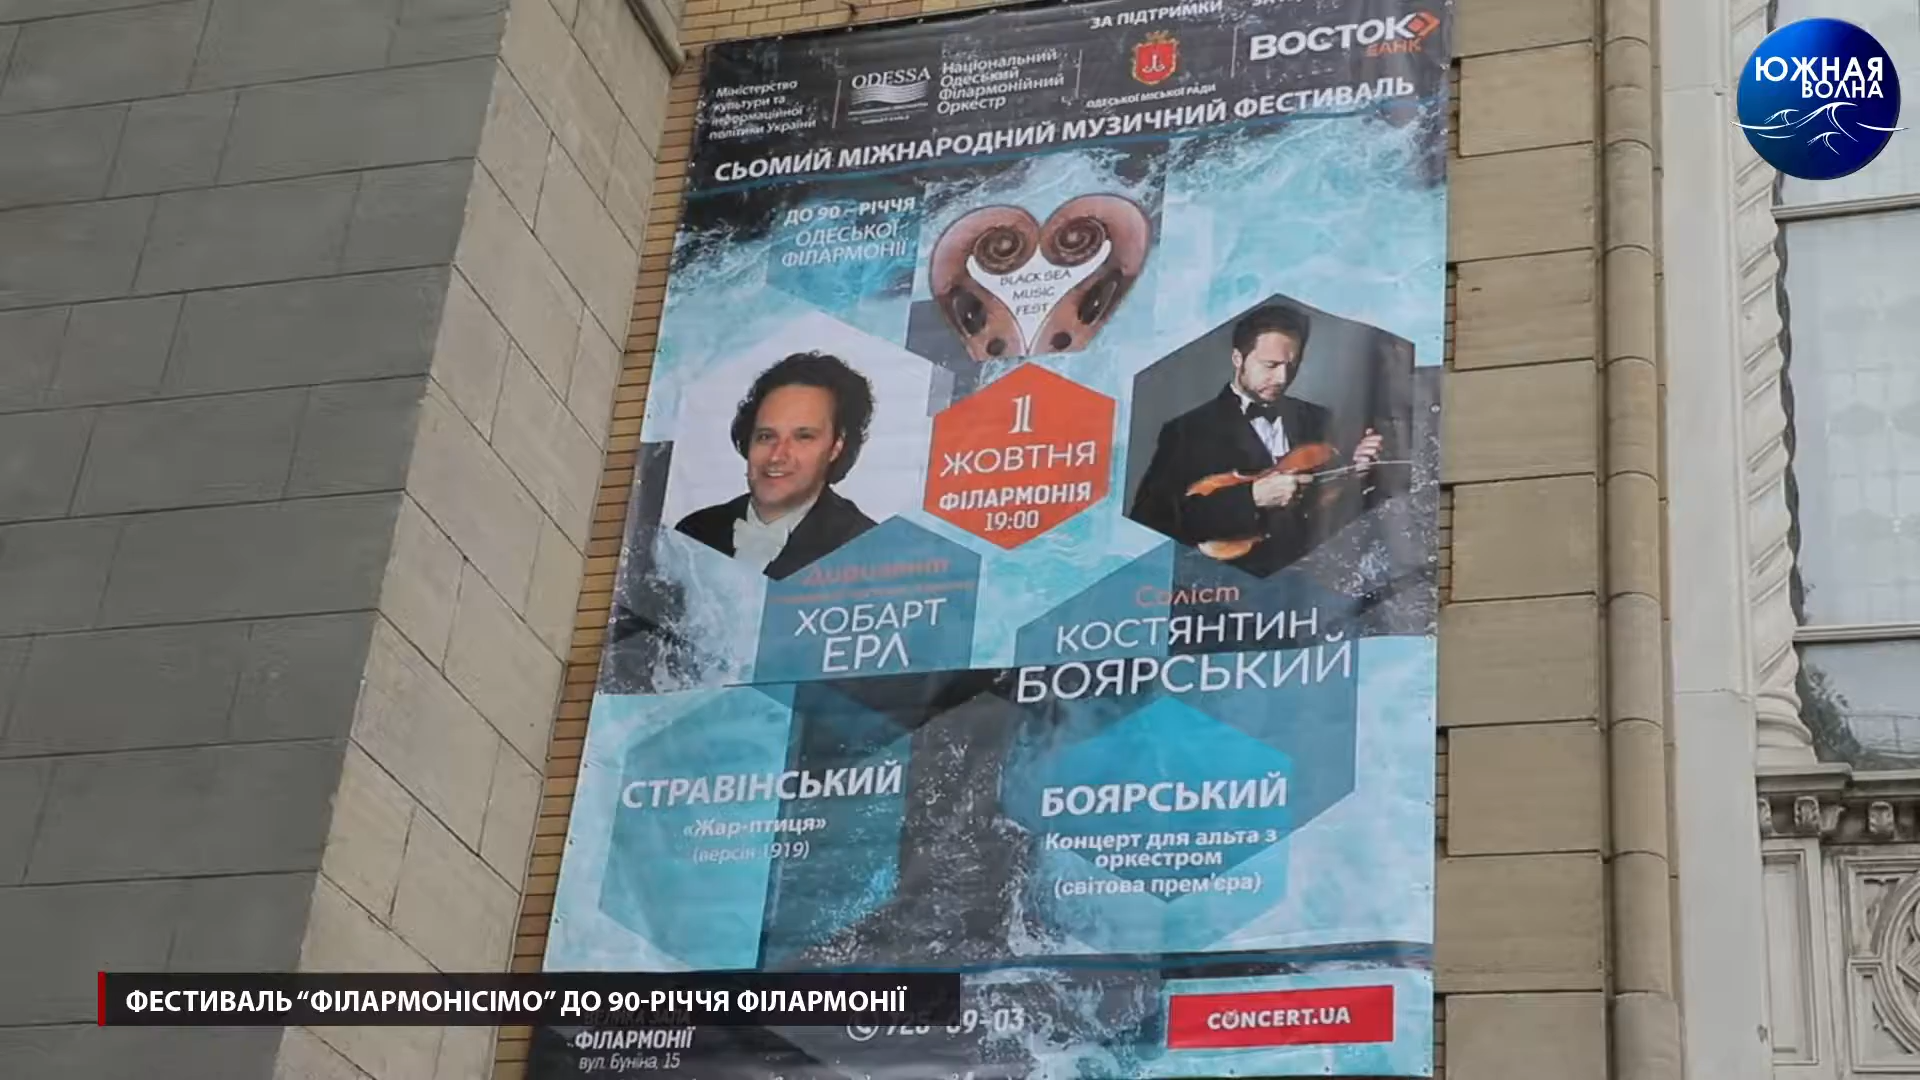 ЗА ПІДТРИМКИ
Міністерство
культури та
інформаційної
політики України
ODESSA
Національний
Одеський
Філармонійний
Оркестр
ОДЕСЬКОЇ МІСЬКОЇ РАДИ
ВОСТОК
БАНК
ЮЖНАЯ
ВОЛНА
СЬОМИЙ МІЖНАРОДНИЙ МУЗИЧНИЙ ФЕСТИВАЛЬ
ДО 90 - РІЧЧЯ
ОДЕСЬКОЇ
ФІЛАРМОНІЇ
BLACK SEA
MUSIC
FEST
1
ЖОВТНЯ
ФІЛАРМОНІЯ
19:00
Диригент
ХОБАРТ
ЕРЛ
Соліст
КОСТЯНТИН
БОЯРСЬКИЙ
СТРАВІНСЬКИЙ
«Жар-птиця»
(версія 1919)
БОЯРСЬКИЙ
Концерт для альта з
оркестром
(світова прем'єра)
ФЕСТИВАЛЬ “ФІЛАРМОНІСІМО” ДО 90-РІЧЧЯ ФІЛАРМОНІЇ
ФІЛАРМОНІЇ
вул. Буніна, 15
CONCERT.UA